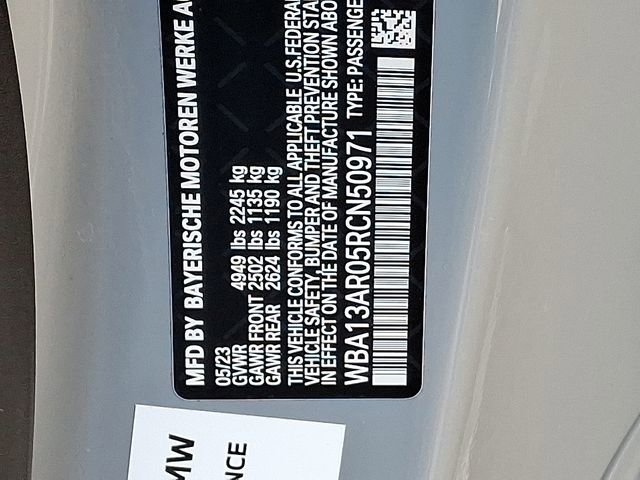 MFD BY BAYERISCHE MOTOREN WERKE A
05/23
GVWR 4949 lbs 2245 kg
GAWR FRONT 2502 lbs 1135 kg
GAWR REAR 2624 lbs 1190 kg
THIS VEHICLE CONFORMS TO ALL APPLICABLE U.S. FEDERA
VEHICLE SAFETY, BUMPER AND THEFT PREVENTION STA
IN EFFECT ON THE DATE OF MANUFACTURE SHOWN ABO
WBA13AR05RCN50971 TYPE: PASSENGE
MW
NCE